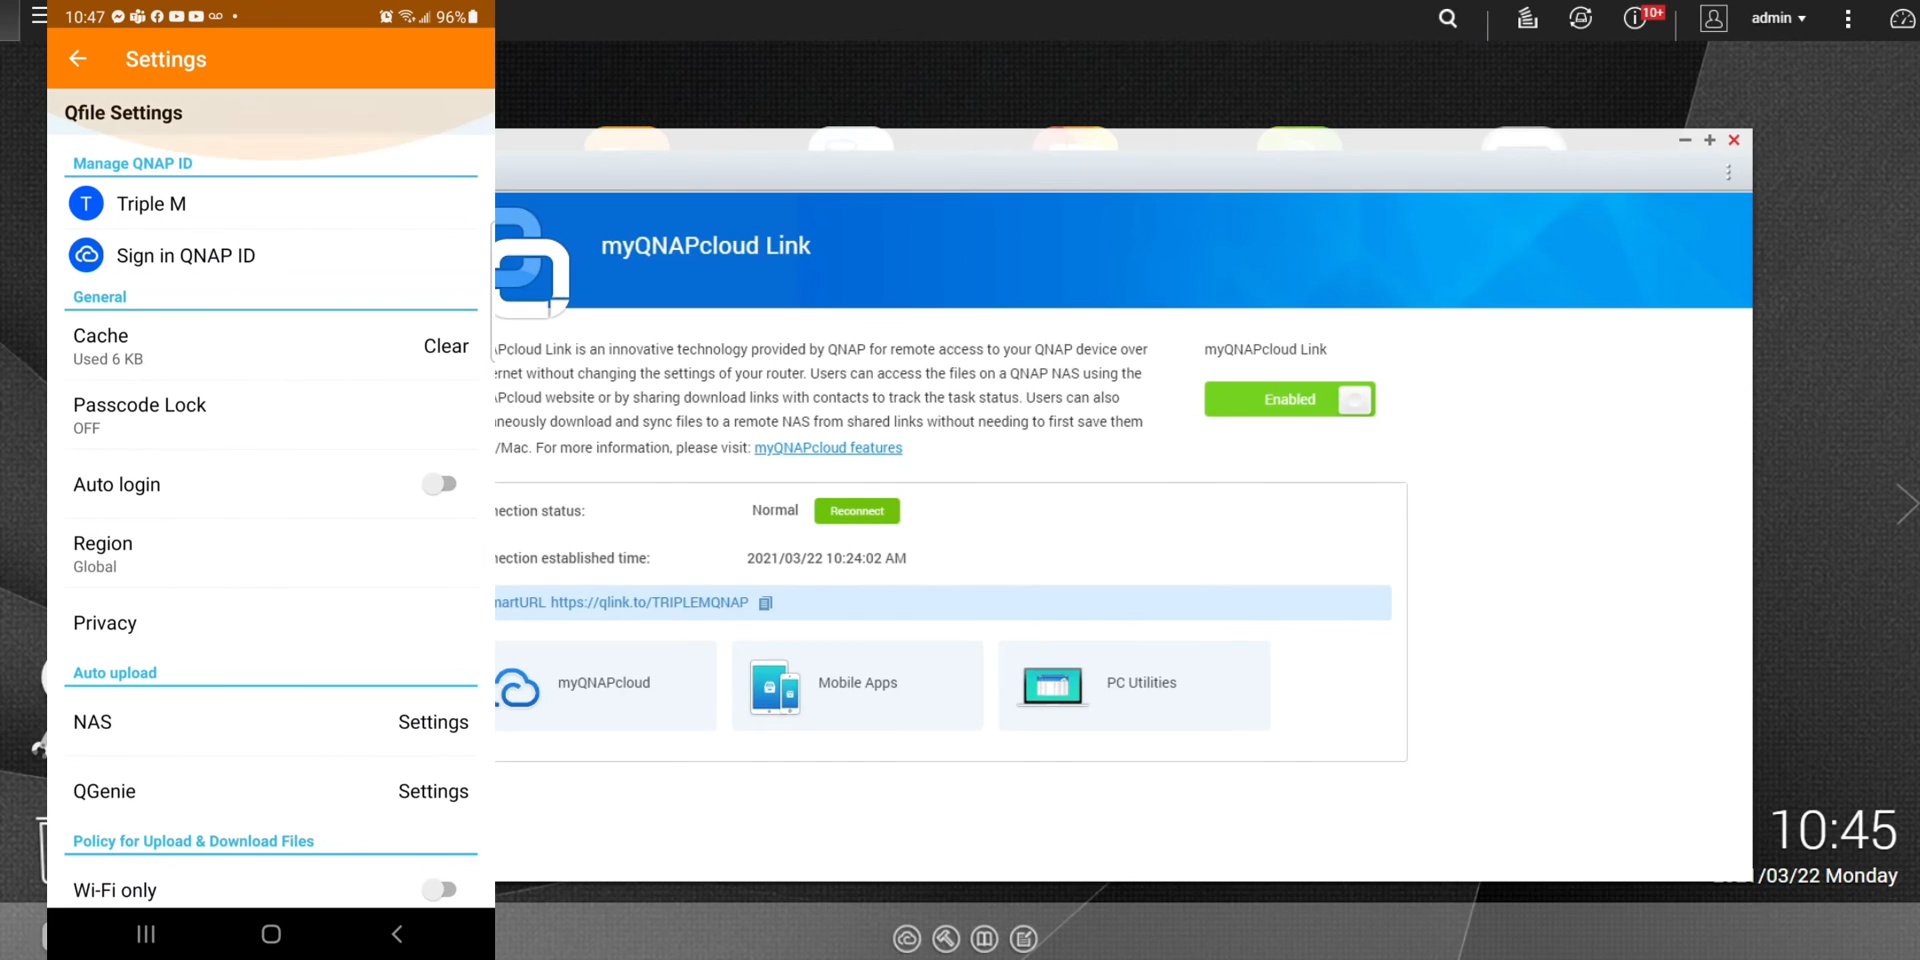 10:47
96%
Settings
Qfile Settings
Manage QNAP ID
T
Triple M
Sign in QNAP ID
General
Cache
Used 6 KB
Clear
Passcode Lock
OFF
Auto login
Region
Global
Privacy
Auto upload
NAS
Settings
QGenie
Settings
Policy for Upload & Download Files
Wi-Fi only
10+
admin
myQNAPcloud Link
Pcloud Link is an innovative technology provided by QNAP for remote access to your QNAP device over
ernet without changing the settings of your router. Users can access the files on a QNAP NAS using the
Pcloud website or by sharing download links with contacts to track the task status. Users can also
neously download and sync files to a remote NAS from shared links without needing to first save them
/Mac. For more information, please visit: myQNAPcloud features
myQNAPcloud Link
Enabled
nection status:
Normal
Reconnect
nection established time:
2021/03/22 10:24:02 AM
martURL https://qlink.to/TRIPLEMQNAP
myQNAPcloud
Mobile Apps
PC Utilities
10:45
/03/22 Monday